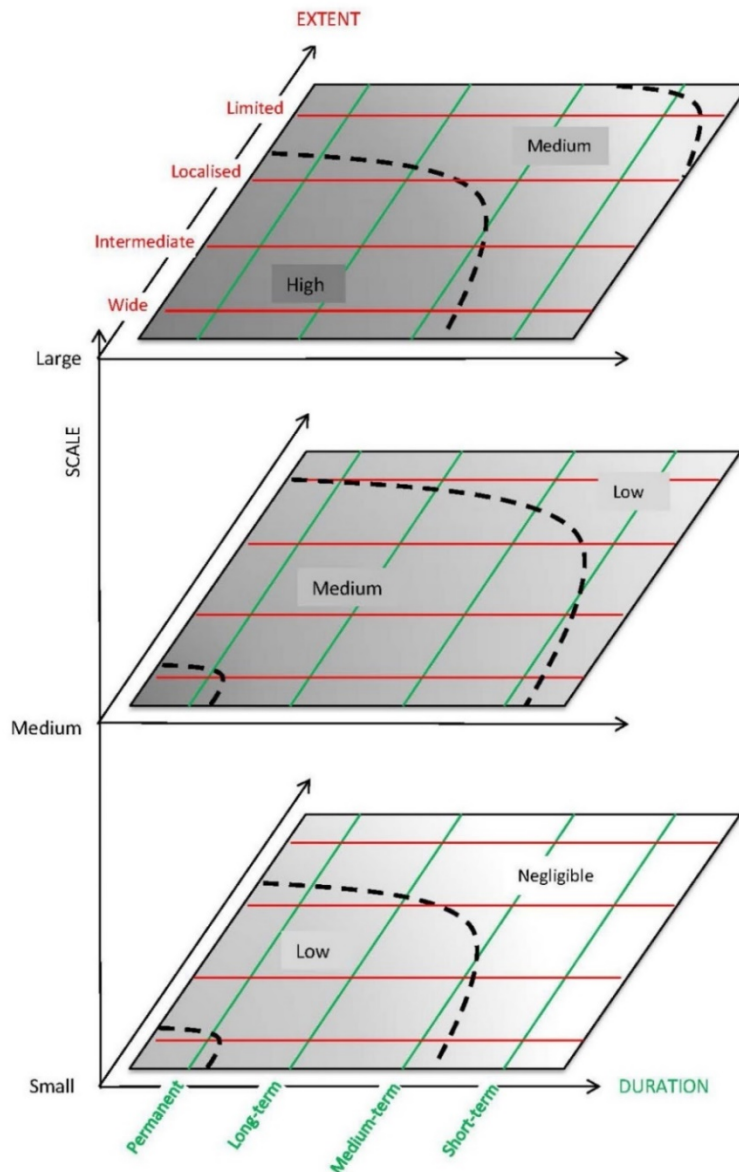 EXTENT
Limited
Medium
Localised
Intermediate
High
Wide
Large
SCALE
Low
Medium
Medium
Negligible
Low
Small
Permanent
Long-term
Medium-term
Short-term
DURATION